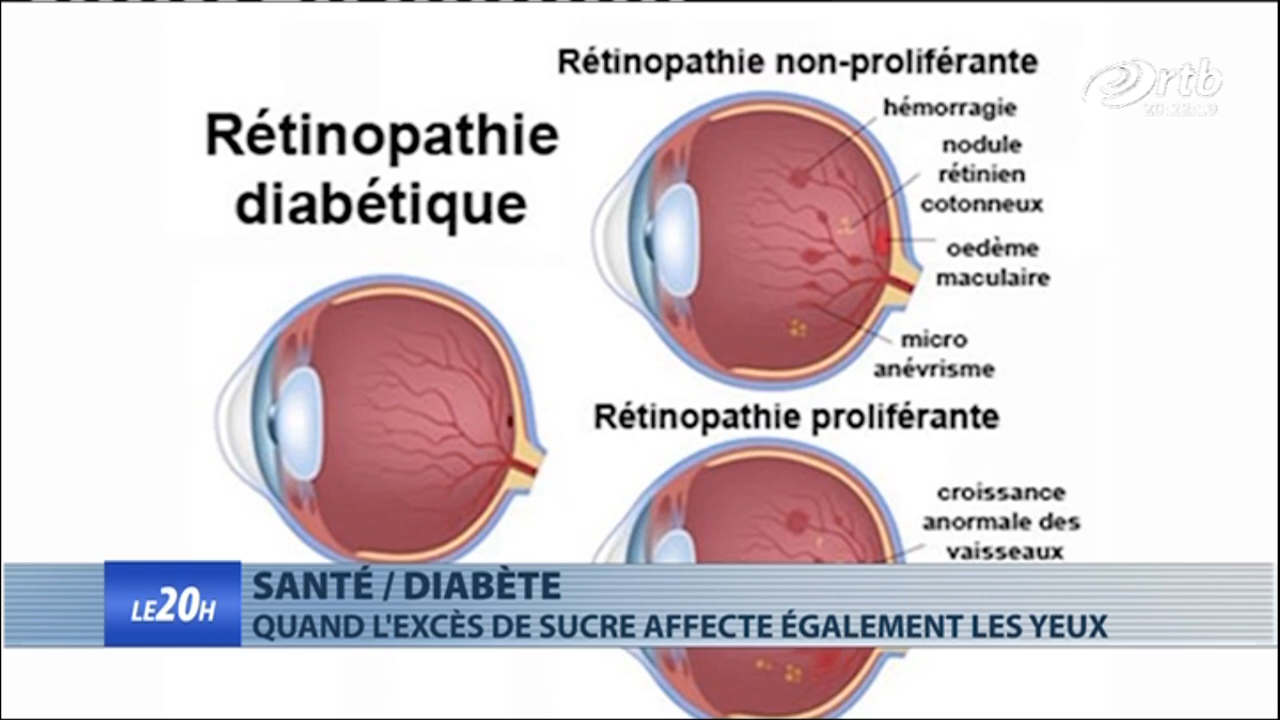 Rétinopathie
diabétique
Rétinopathie non-proliférante
hémorragie
nodule
rétinien
cotonneux
oedème
maculaire
micro
anévrisme
Rétinopathie proliférante
croissance
anormale des
vaisseaux
rtb
LE20H
SANTÉ / DIABÈTE
QUAND L'EXCÈS DE SUCRE AFFECTE ÉGALEMENT LES YEUX